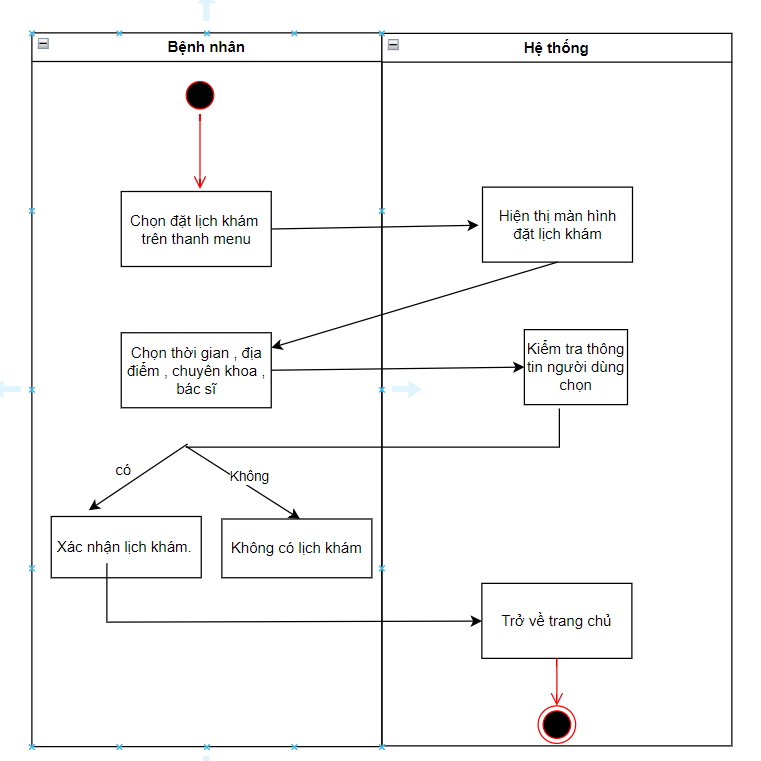 Bệnh nhân
Hệ thống
Chọn đặt lịch khám
trên thanh menu
Hiện thị màn hình
đặt lịch khám
Chọn thời gian , địa
điểm , chuyên khoa ,
bác sĩ
Kiểm tra thông
tin người dùng
chọn
có
Không
Xác nhận lịch khám.
Không có lịch khám
Trở về trang chủ